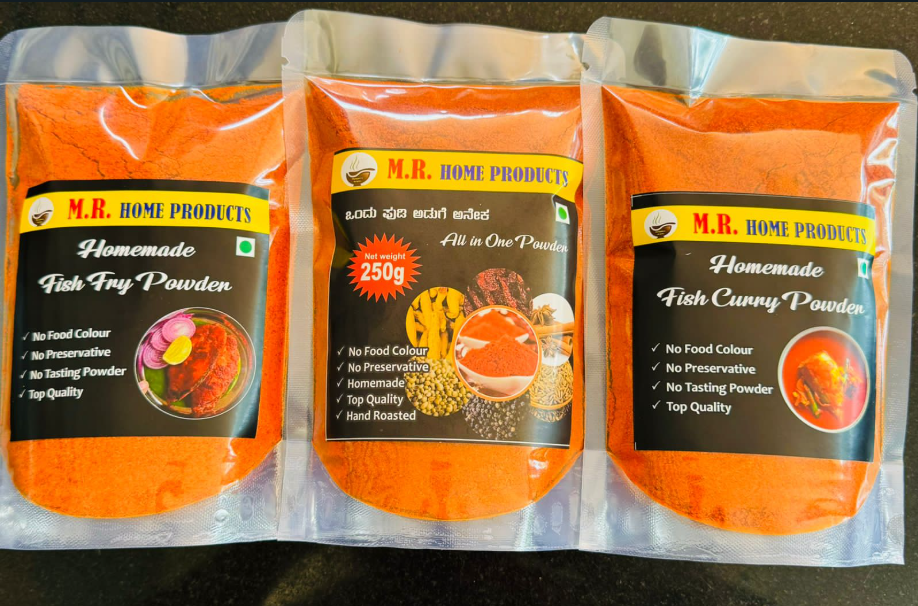 M.R. HOME PRODUCTS
Homemade
Fish Fry Powder
✓ No Food Colour
✓ No Preservative
✓ No Tasting Powder
✓ Top Quality
M.R. HOME PRODUCTS
ಒಂದು ಪುಡಿ ಅಡುಗೆ ಅನೇಕ
All in One Powder
Net weight
250g
✓ No Food Colour
✓ No Preservative
✓ Homemade
✓ Top Quality
✓ Hand Roasted
M.R. HOME PRODUCTS
Homemade
Fish Curry Powder
✓ No Food Colour
✓ No Preservative
✓ No Tasting Powder
✓ Top Quality